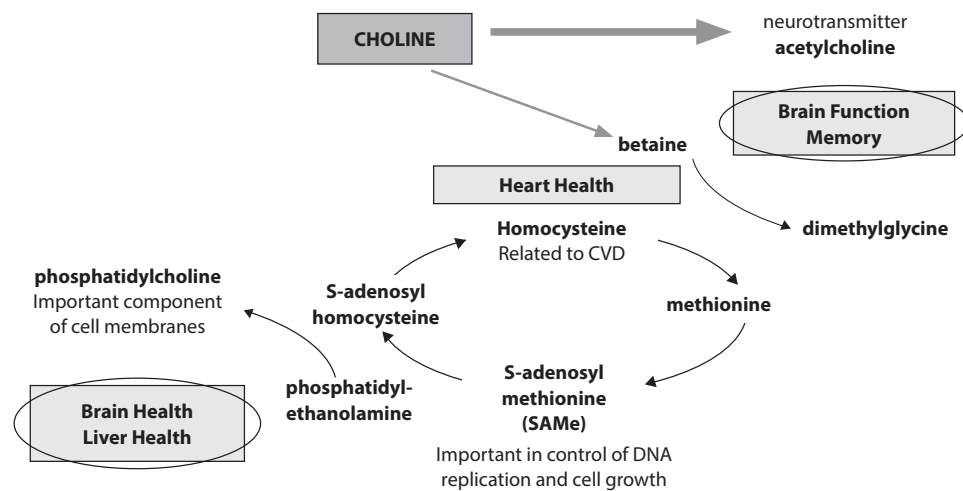 CHOLINE
neurotransmitter
acetylcholine
Brain Function
Memory
betaine
Heart Health
dimethylglycine
Homocysteine
Related to CVD
phosphatidylcholine
Important component
of cell membranes
S-adenosyl
homocysteine
methionine
phosphatidyl-
ethanolamine
S-adenosyl
methionine
(SAMe)
Important in control of DNA
replication and cell growth
Brain Health
Liver Health